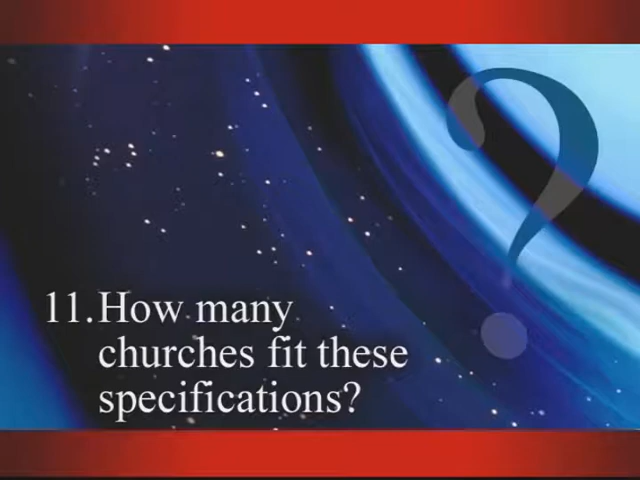 11. How many
churches fit these
specifications?
?